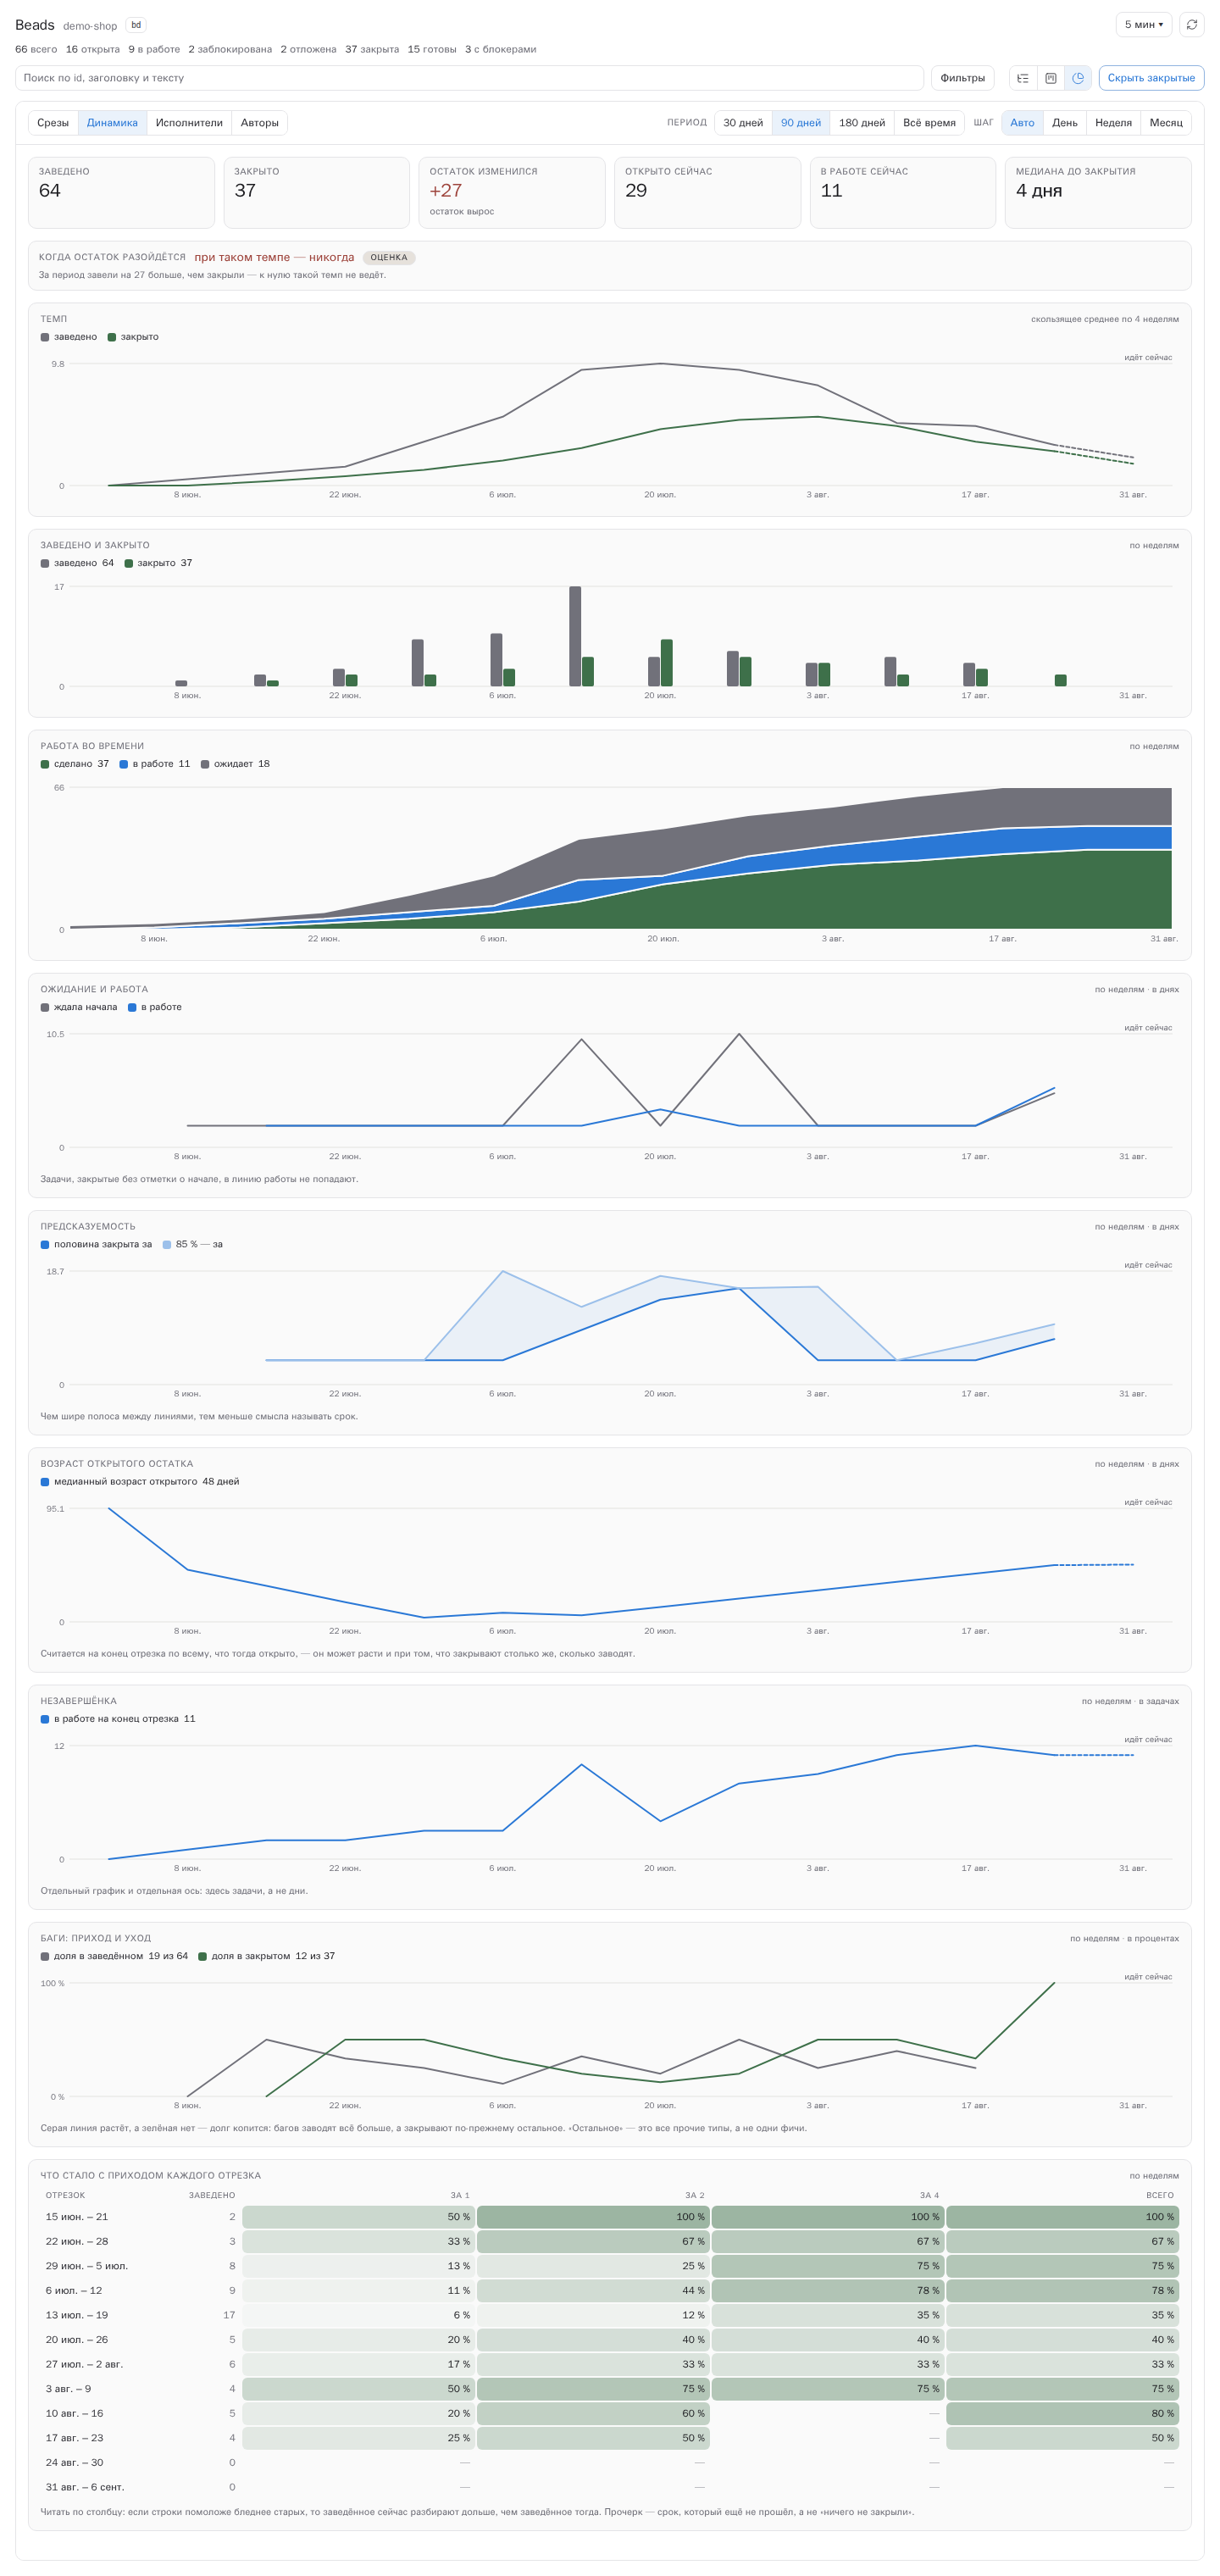 Beads demo-shop bd 5 мин ▾
66 всего 16 открыта 9 в работе 2 заблокирована 2 отложена 37 закрыта 15 готовы 3 с блокерами
Поиск по id, заголовку и тексту Фильтры Скрыть закрытые
Срезы Динамика Исполнители Авторы ПЕРИОД 30 дней 90 дней 180 дней Всё время ШАГ Авто День Неделя Месяц
ЗАВЕДЕНО ЗАКРЫТО ОСТАТОК ИЗМЕНИЛСЯ ОТКРЫТО СЕЙЧАС В РАБОТЕ СЕЙЧАС МЕДИАНА ДО ЗАКРЫТИЯ
64 37 +27 29 11 4 дня
остаток вырос
КОГДА ОСТАТОК РАЗОЙДЁТСЯ при таком темпе — никогда ОЦЕНКА
За период завели на 27 больше, чем закрыли — к нулю такой темп не ведёт.
ТЕМП скользящее среднее по 4 неделям
заведено закрыто
идёт сейчас
9.8
0
8 июн. 22 июн. 6 июл. 20 июл. 3 авг. 17 авг. 31 авг.
ЗАВЕДЕНО И ЗАКРЫТО по неделям
заведено 64 закрыто 37
17
0
8 июн. 22 июн. 6 июл. 20 июл. 3 авг. 17 авг. 31 авг.
РАБОТА ВО ВРЕМЕНИ по неделям
сделано 37 в работе 11 ожидает 18
66
0
8 июн. 22 июн. 6 июл. 20 июл. 3 авг. 17 авг. 31 авг.
ОЖИДАНИЕ И РАБОТА по неделям · в днях
ждала начала в работе
идёт сейчас
10.5
0
8 июн. 22 июн. 6 июл. 20 июл. 3 авг. 17 авг. 31 авг.
Задачи, закрытые без отметки о начале, в линию работы не попадают.
ПРЕДСКАЗУЕМОСТЬ по неделям · в днях
половина закрыта за 85 % — за
идёт сейчас
18.7
0
8 июн. 22 июн. 6 июл. 20 июл. 3 авг. 17 авг. 31 авг.
Чем шире полоса между линиями, тем меньше смысла называть срок.
ВОЗРАСТ ОТКРЫТОГО ОСТАТКА по неделям · в днях
медианный возраст открытого 48 дней
идёт сейчас
95.1
0
8 июн. 22 июн. 6 июл. 20 июл. 3 авг. 17 авг. 31 авг.
Считается на конец отрезка по всему, что тогда открыто, — он может расти и при том, что закрывают столько же, сколько заводят.
НЕЗАВЕРШЁНКА по неделям · в задачах
в работе на конец отрезка 11
идёт сейчас
12
0
8 июн. 22 июн. 6 июл. 20 июл. 3 авг. 17 авг. 31 авг.
Отдельный график и отдельная ось: здесь задачи, а не дни.
БАГИ: ПРИХОД И УХОД по неделям · в процентах
доля в заведённом 19 из 64 доля в закрытом 12 из 37
идёт сейчас
100 %
0 %
8 июн. 22 июн. 6 июл. 20 июл. 3 авг. 17 авг. 31 авг.
Серая линия растёт, а зелёная нет — долг копится: багов заводят всё больше, а закрывают по-прежнему остальное. «Остальное» — это все прочие типы, а не одни фичи.
ЧТО СТАЛО С ПРИХОДОМ КАЖДОГО ОТРЕЗКА по неделям
ОТРЕЗОК ЗАВЕДЕНО ЗА 1 ЗА 2 ЗА 4 ВСЕГО
15 июн. – 21 2 50 % 100 % 100 % 100 %
22 июн. – 28 3 33 % 67 % 67 % 67 %
29 июн. – 5 июл. 8 13 % 25 % 75 % 75 %
6 июл. – 12 9 11 % 44 % 78 % 78 %
13 июл. – 19 17 6 % 12 % 35 % 35 %
20 июл. – 26 5 20 % 40 % 40 % 40 %
27 июл. – 2 авг. 6 17 % 33 % 33 % 33 %
3 авг. – 9 4 50 % 75 % 75 % 75 %
10 авг. – 16 5 20 % 60 % — 80 %
17 авг. – 23 4 25 % 50 % — 50 %
24 авг. – 30 0 — — — —
31 авг. – 6 сент. 0 — — — —
Читать по столбцу: если строки помоложе бледнее старых, то заведённое сейчас разбирают дольше, чем заведённое тогда. Прочерк — срок, который ещё не прошёл, а не «ничего не закрыли».